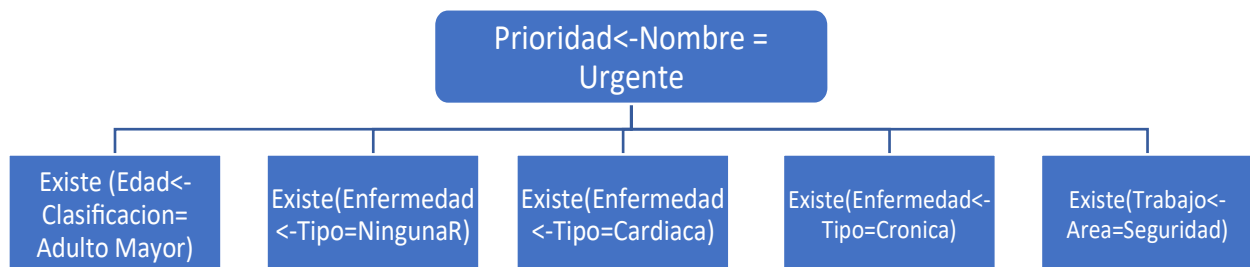 Prioridad<-Nombre =
Urgente
Existe (Edad<-
Clasificacion=
Adulto Mayor)
Existe(Enfermedad
<-Tipo=NingunaR)
Existe(Enfermedad
<-Tipo=Cardiaca)
Existe(Enfermedad<-
Tipo=Cronica)
Existe(Trabajo<-
Area=Seguridad)